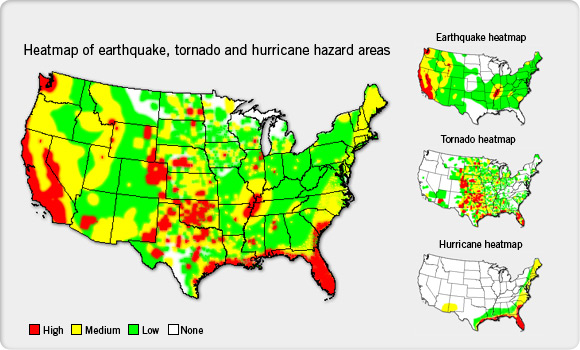 Heatmap of earthquake, tornado and hurricane hazard areas
Earthquake heatmap
Tornado heatmap
Hurricane heatmap
High Medium Low None